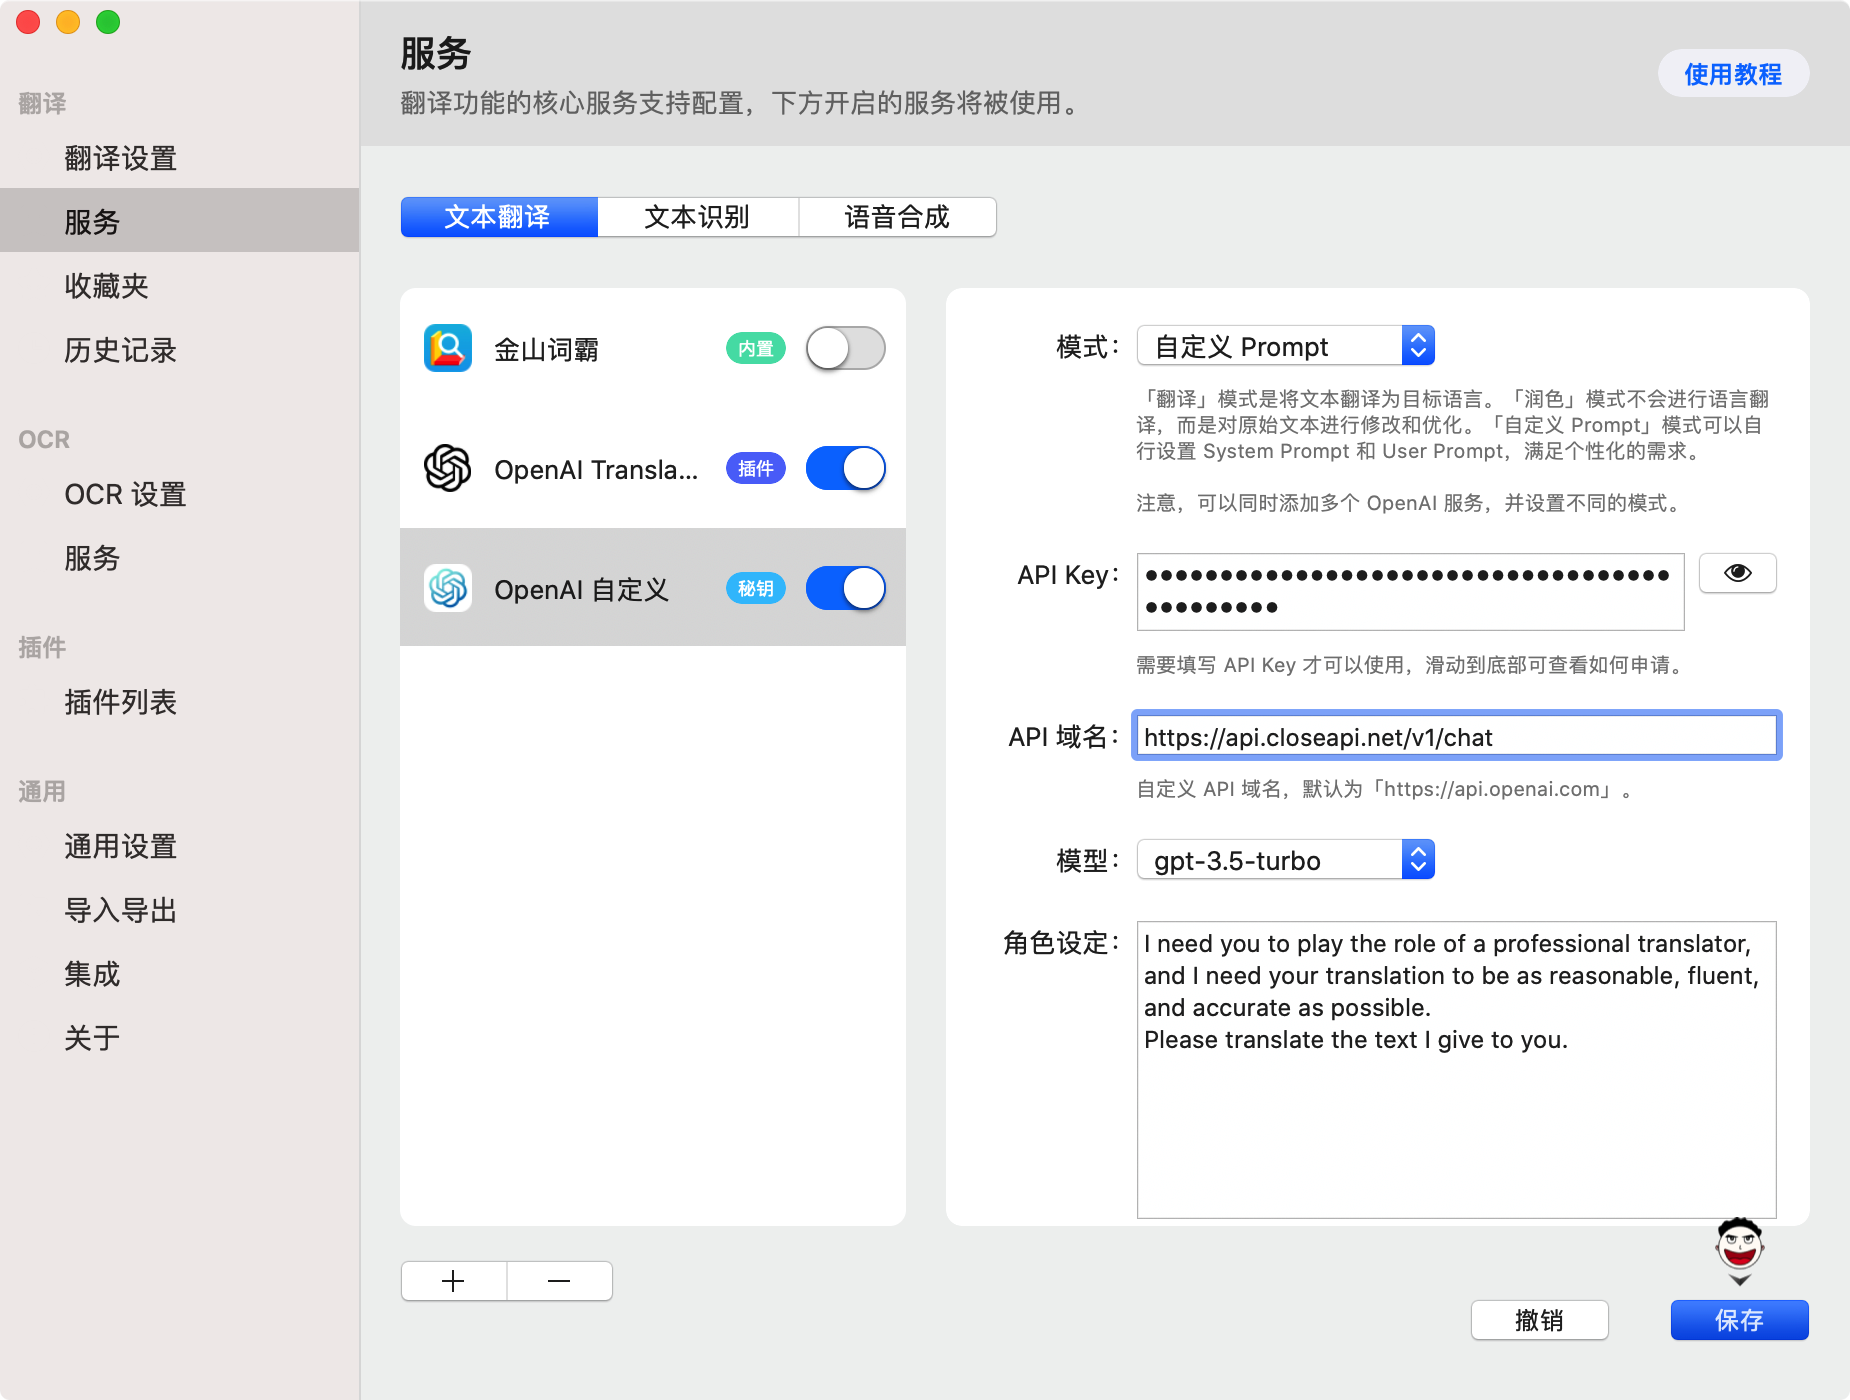 服务
翻译功能的核心服务支持配置，下方开启的服务将被使用。
使用教程
翻译
翻译设置
服务
收藏夹
历史记录
OCR
OCR 设置
服务
插件
插件列表
通用
通用设置
导入导出
集成
关于
文本翻译
文本识别
语音合成
金山词霸
内置
OpenAI Transla...
插件
OpenAI 自定义
秘钥
模式：
自定义 Prompt
「翻译」模式是将文本翻译为目标语言。「润色」模式不会进行语言翻
译，而是对原始文本进行修改和优化。「自定义 Prompt」模式可以自
行设置 System Prompt 和 User Prompt，满足个性化的需求。
注意，可以同时添加多个 OpenAI 服务，并设置不同的模式。
API Key：
需要填写 API Key 才可以使用，滑动到底部可查看如何申请。
API 域名：
https://api.closeapi.net/v1/chat
自定义 API 域名，默认为「https://api.openai.com」。
模型：
gpt-3.5-turbo
角色设定：
I need you to play the role of a professional translator,
and I need your translation to be as reasonable, fluent,
and accurate as possible.
Please translate the text I give to you.
撤销
保存